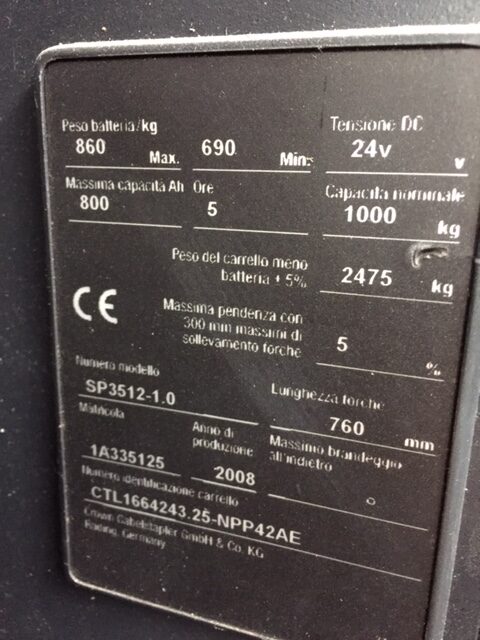 Peso batteria/kg
860 Max. 690 Min.
Tensione DC
24v v
Massima capacità Ah Ore
800 5
Capacità nominale
1000 kg
Peso del carrello meno
batteria ± 5% 2475 kg
CE
Massima pendenza con
300 mm massimi di
sollevamento forche 5 %
Numero modello
SP3512-1.0
Lunghezza forche
760 mm
Matricola
1A335125
Anno di
produzione
2008
Massimo brandeggio
all'indietro
°
Numero identificazione carrello
CTL1664243.25-NPP42AE
Crown Gabelstapler GmbH & Co. KG
Roding, Germany